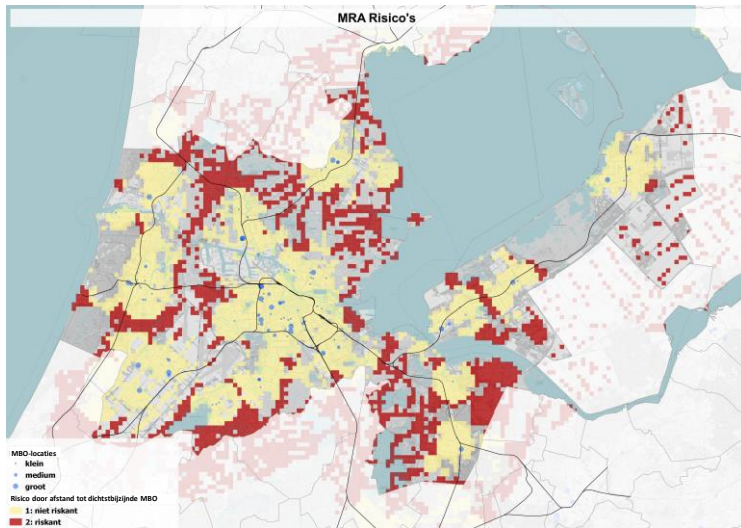 MRA Risico's
MBO-locaties
klein
medium
groot
Risico door afstand tot dichtstbijzijnde MBO
1: niet riskant
2: riskant